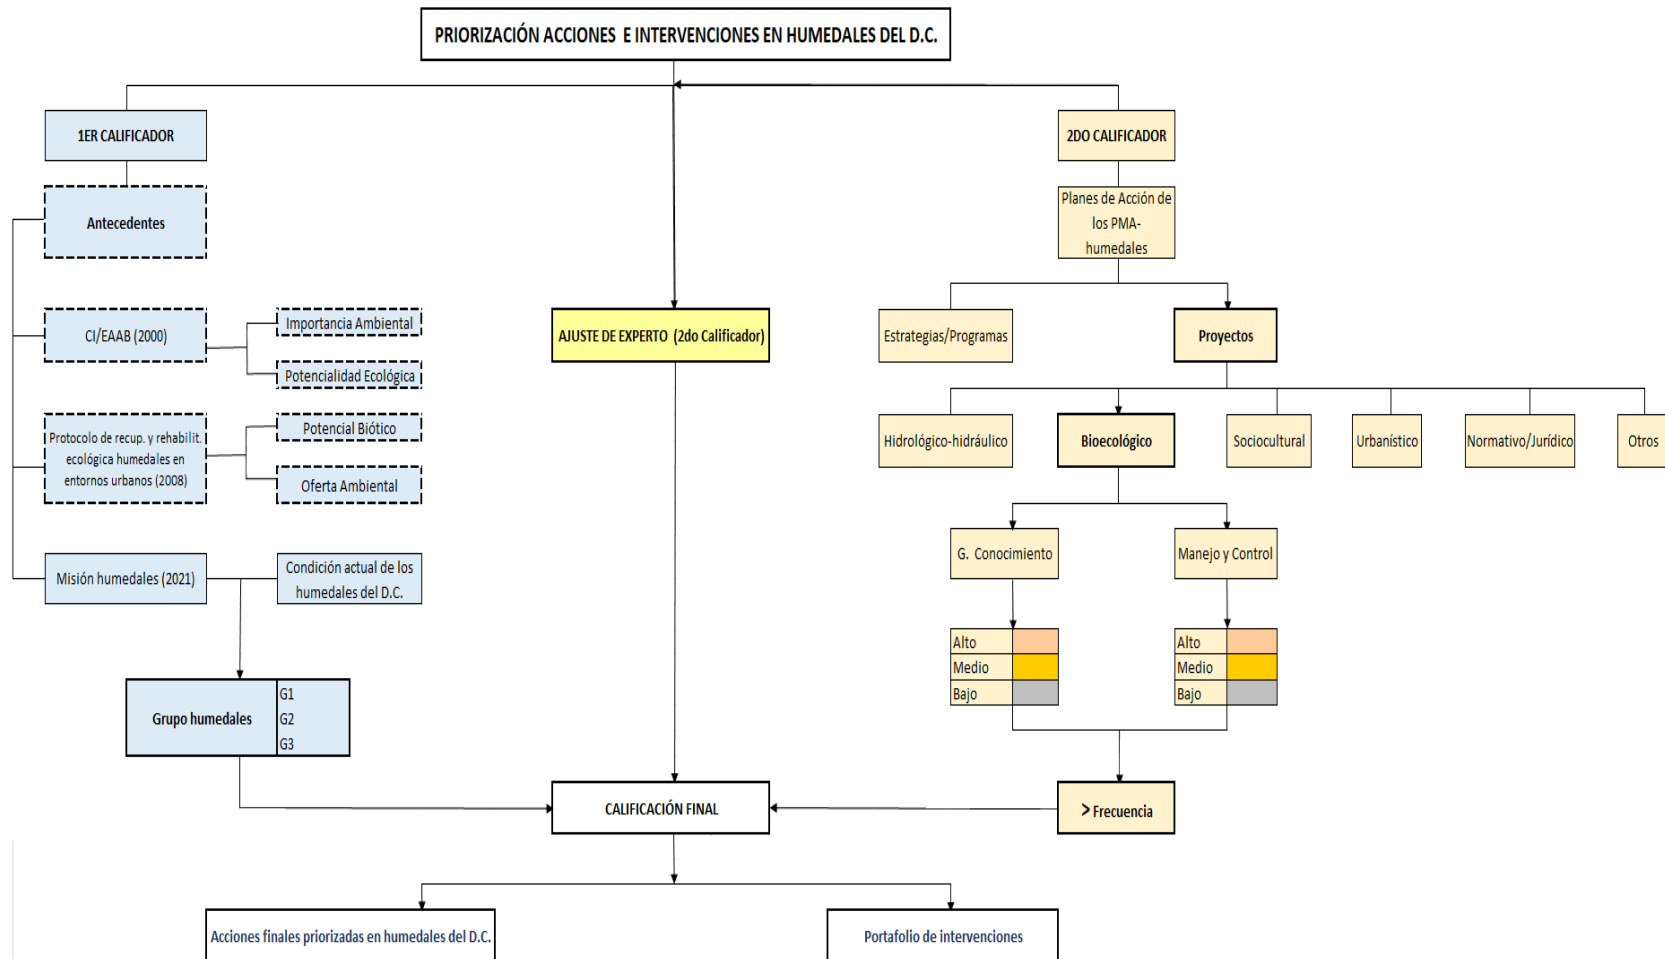 PRIORIZACIÓN ACCIONES E INTERVENCIONES EN HUMEDALES DEL D.C.
1ER CALIFICADOR
2DO CALIFICADOR
Antecedentes
Planes de Acción de
los PMA-
humedales
CI/EAAB (2000)
Importancia Ambiental
Potencialidad Ecológica
AJUSTE DE EXPERTO (2do Calificador)
Estrategias/Programas
Proyectos
Protocolo de recup. y rehabilit.
ecológica humedales en
entornos urbanos (2008)
Potencial Biótico
Oferta Ambiental
Hidrológico-hidráulico
Bioecológico
Sociocultural
Urbanístico
Normativo/Jurídico
Otros
Misión humedales (2021)
Condición actual de los
humedales del D.C.
G. Conocimiento
Manejo y Control
Alto
Medio
Bajo
Alto
Medio
Bajo
Grupo humedales
G1
G2
G3
CALIFICACIÓN FINAL
> Frecuencia
Acciones finales priorizadas en humedales del D.C.
Portafolio de intervenciones